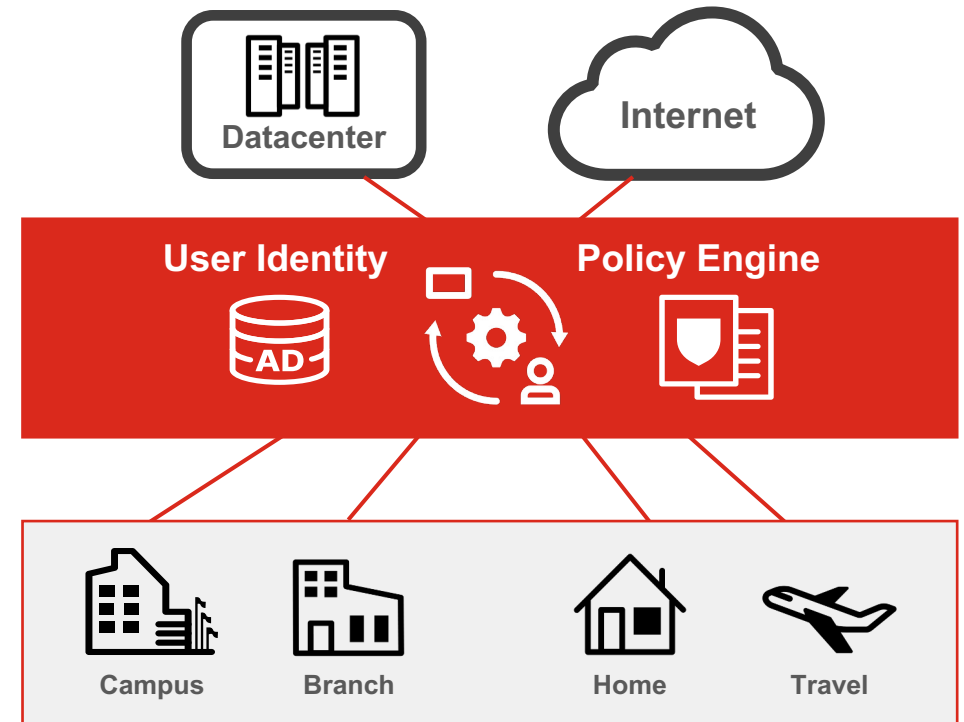 Datacenter
Internet
User Identity
Policy Engine
AD
Campus
Branch
Home
Travel